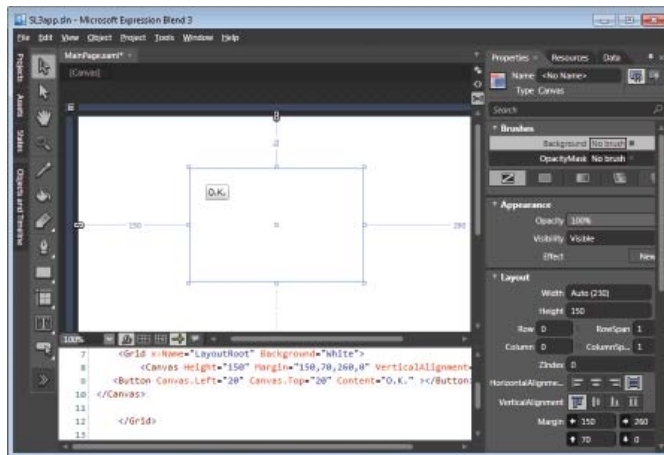 SL3app.sln - Microsoft Expression Blend 3
File Edit View Object Project Tools Window Help
MainPage.xaml*
[Canvas]
Projects
Assets
States
Objects and Timeline
O.K.
150
100%
7 <Grid x:Name="LayoutRoot" Background="White">
8 <Canvas Height="150" Margin="150,70,260,0" VerticalAlignment=
9 <Button Canvas.Left="20" Canvas.Top="20" Content="O.K." ></Button>
10 </Canvas>
11
12 </Grid>
13
Properties Resources Data
Name <No Name>
Type Canvas
Search
Brushes
Background No brush
OpacityMask No brush
Appearance
Opacity 100%
Visibility Visible
Effect New
Layout
Width Auto (230)
Height 150
Row 0 RowSpan 1
Column 0 ColumnSp... 1
ZIndex 0
HorizontalAlignme...
VerticalAlignment
Margin 150 260
70 0